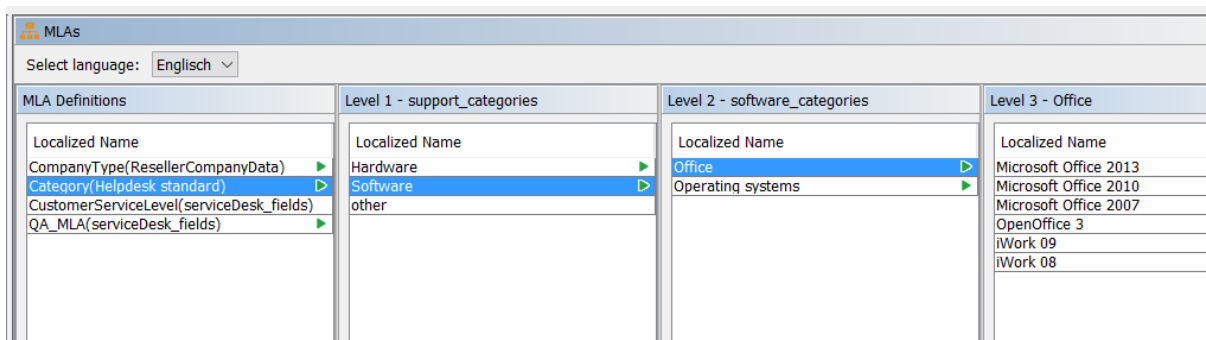 MLAs
Select language: Englisch
MLA Definitions
Localized Name
CompanyType(ResellerCompanyData)
Category(Helpdesk standard)
CustomerServiceLevel(serviceDesk_fields)
QA_MLA(serviceDesk_fields)
Level 1 - support_categories
Localized Name
Hardware
Software
other
Level 2 - software_categories
Localized Name
Office
Operating systems
Level 3 - Office
Localized Name
Microsoft Office 2013
Microsoft Office 2010
Microsoft Office 2007
OpenOffice 3
iWork 09
iWork 08